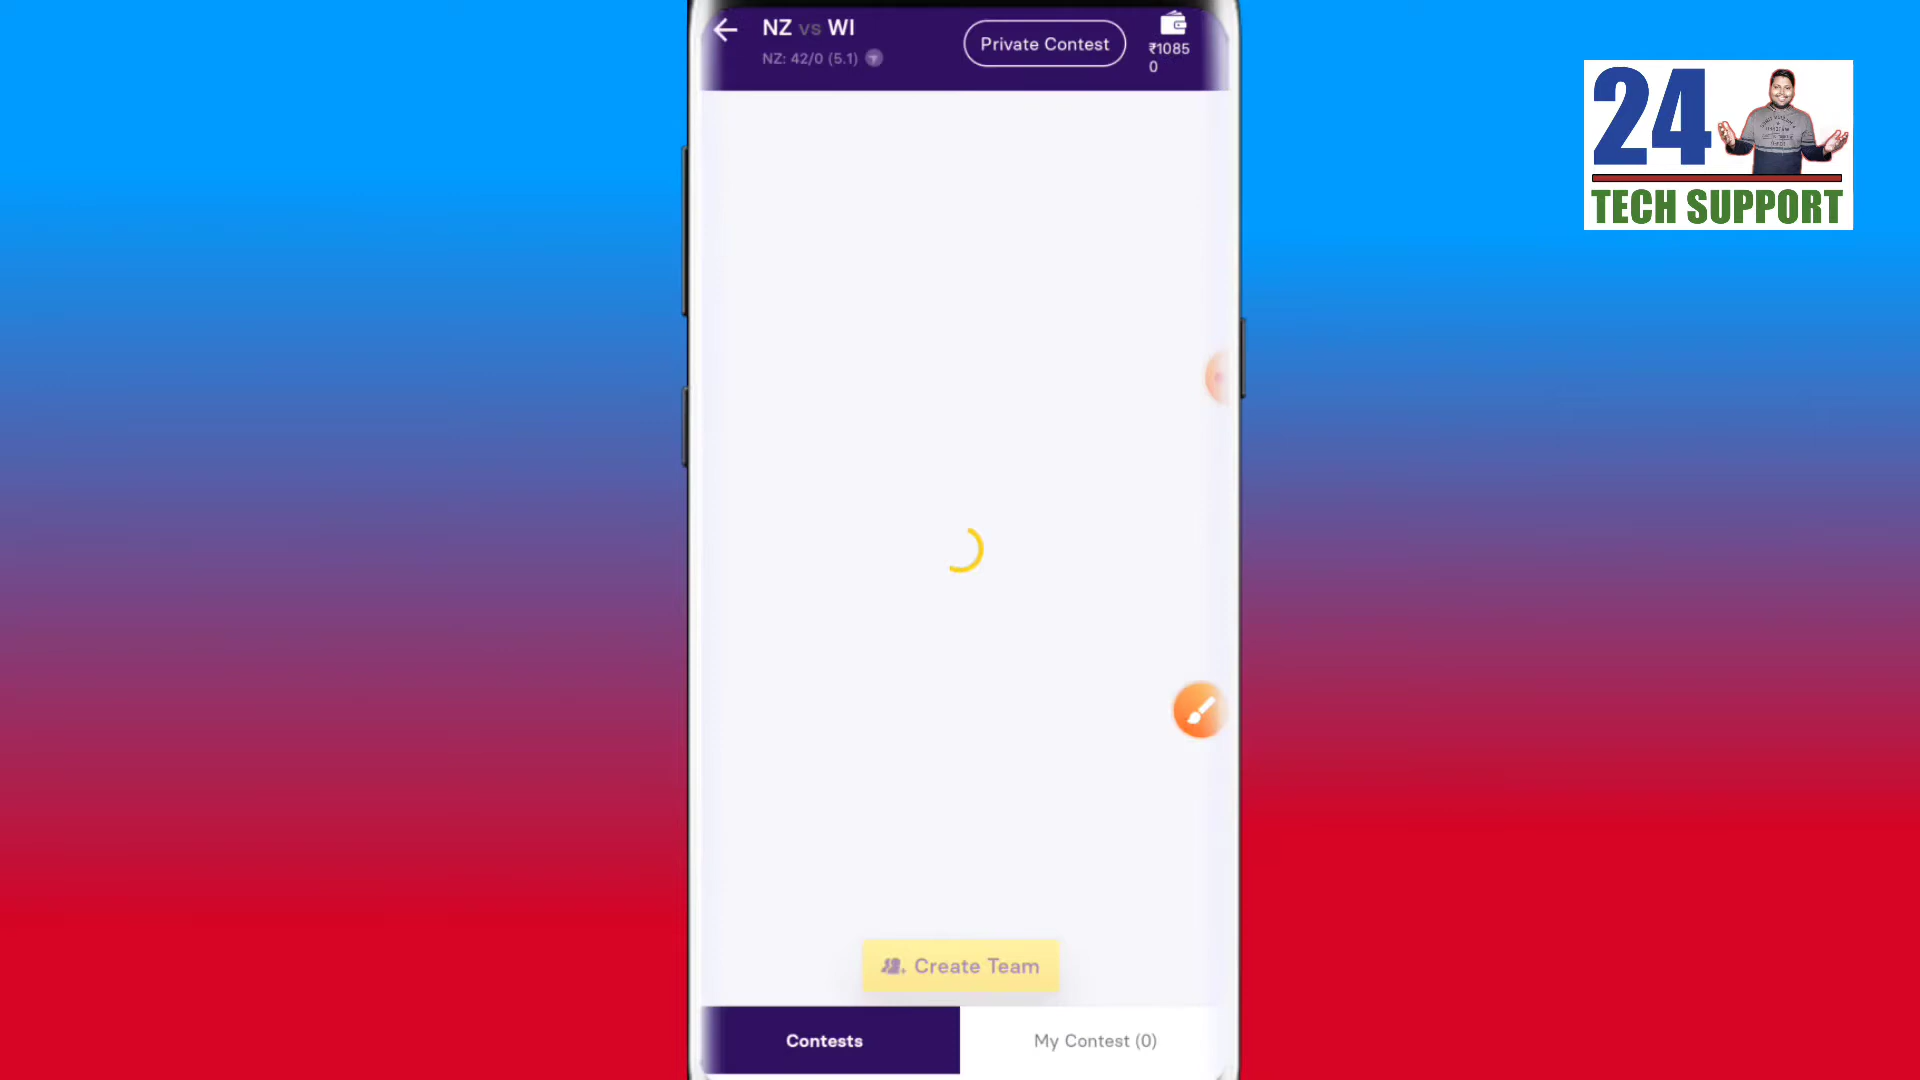 NZ vs WI
NZ: 42/0 (5.1)
Private Contest
₹1085
0
24
TECH SUPPORT
Create Team
Contests
My Contest (0)